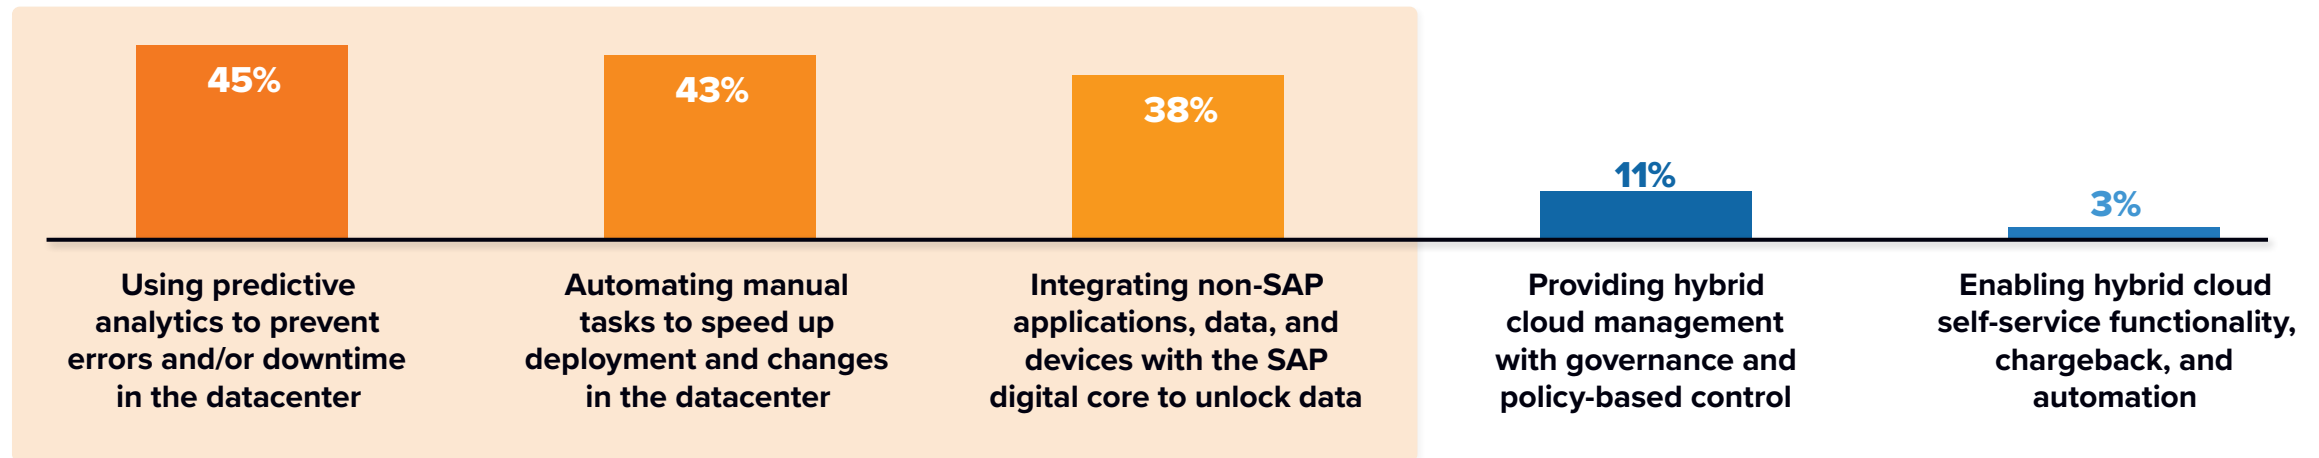 45%
43%
38%
11%
3%
Using predictive
analytics to prevent
errors and/or downtime
in the datacenter
Automating manual
tasks to speed up
deployment and changes
in the datacenter
Integrating non-SAP
applications, data, and
devices with the SAP
digital core to unlock data
Providing hybrid
cloud management
with governance and
policy-based control
Enabling hybrid cloud
self-service functionality,
chargeback, and
automation